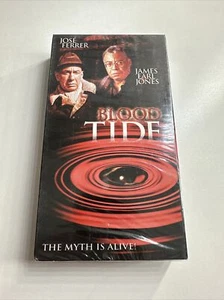 JOSÉ
FERRER
JAMES
EARL
JONES
BLOOD
TIDE
THE MYTH IS ALIVE!